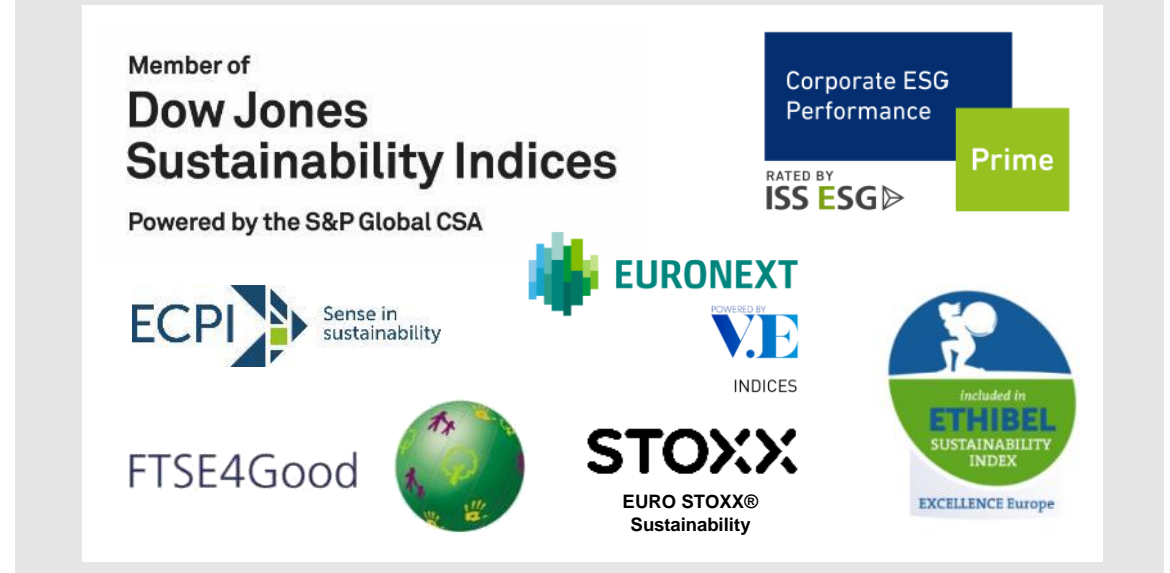 Member of
Dow Jones
Sustainability Indices
Powered by the S&P Global CSA
Corporate ESG
Performance
Prime
RATED BY
ISS ESG
EURONEXT
POWERED BY
V.E
INDICES
ECPI
Sense in
sustainability
included in
ETHIBEL
SUSTAINABILITY
INDEX
EXCELLENCE Europe
FTSE4Good
STOXX
EURO STOXX®
Sustainability